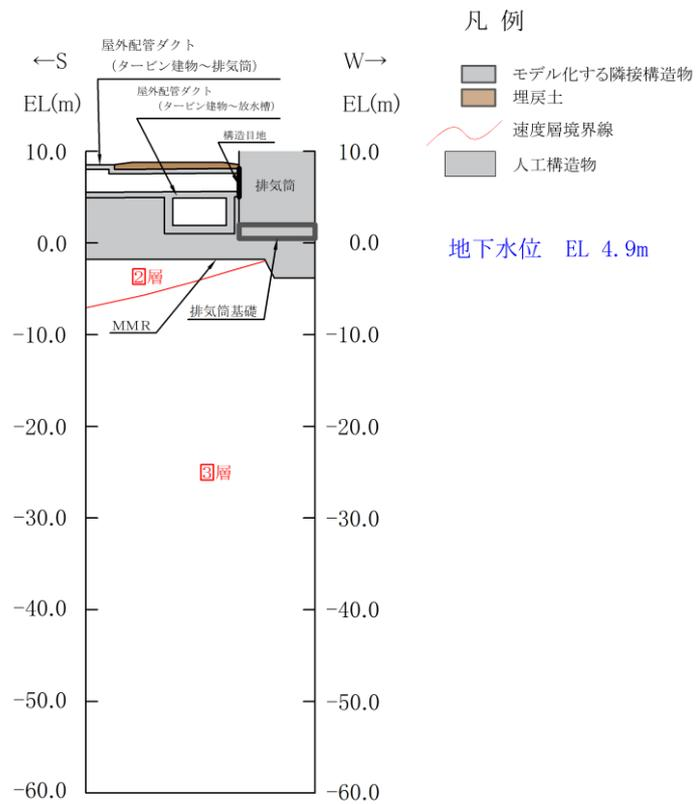 凡 例
モデル化する隣接構造物
埋戻土
速度層境界線
人工構造物
地下水位 EL 4.9m
←S
W→
EL(m)
EL(m)
屋外配管ダクト
(タービン建物~排気筒)
屋外配管ダクト
(タービン建物~放水槽)
構造目地
排気筒
10.0
10.0
0.0
0.0
2層
MMR
排気筒基礎
-10.0
-10.0
-20.0
-20.0
3層
-30.0
-30.0
-40.0
-40.0
-50.0
-50.0
-60.0
-60.0